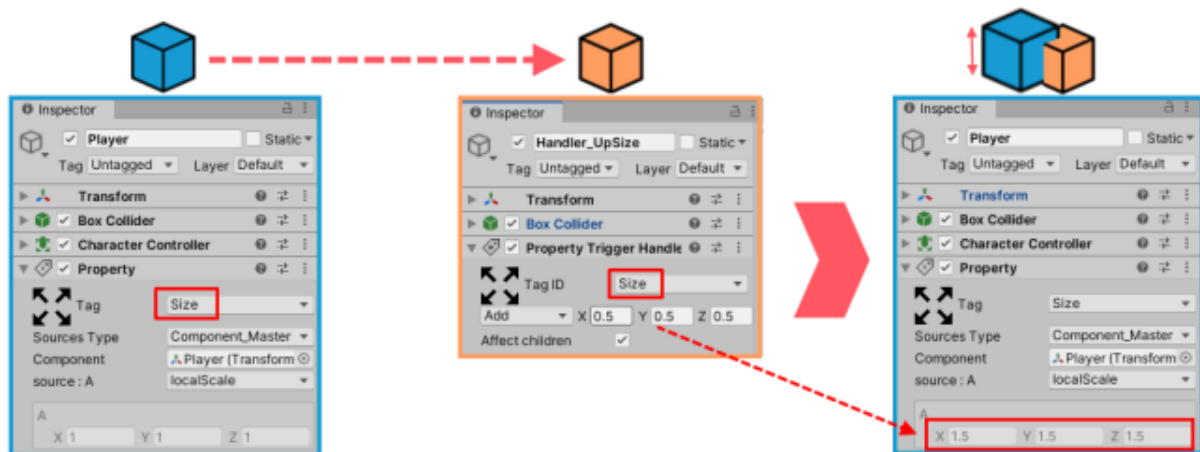 Inspector
Player Static
Tag Untagged Layer Default
Transform
Box Collider
Character Controller
Property
Tag Size
Sources Type Component_Master
Component Player (Transform
source : A localScale
A
X 1 Y 1 Z 1
Inspector
Handler_UpSize Static
Tag Untagged Layer Default
Transform
Box Collider
Property Trigger Handle
Tag ID Size
Add X 0.5 Y 0.5 Z 0.5
Affect children
Inspector
Player Static
Tag Untagged Layer Default
Transform
Box Collider
Character Controller
Property
Tag Size
Sources Type Component_Master
Component Player (Transform
source : A localScale
A
X 1.5 Y 1.5 Z 1.5